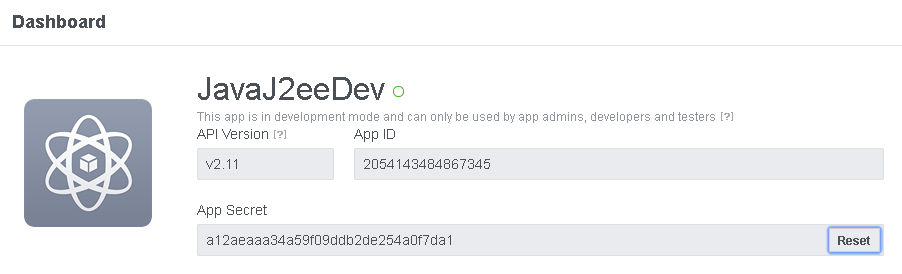 Dashboard
JavaJ2eeDev
This app is in development mode and can only be used by app admins, developers and testers [?]
API Version [?] App ID
v2.11 2054143484867345
App Secret
a12aeaaa34a59f09ddb2de254a0f7da1 Reset